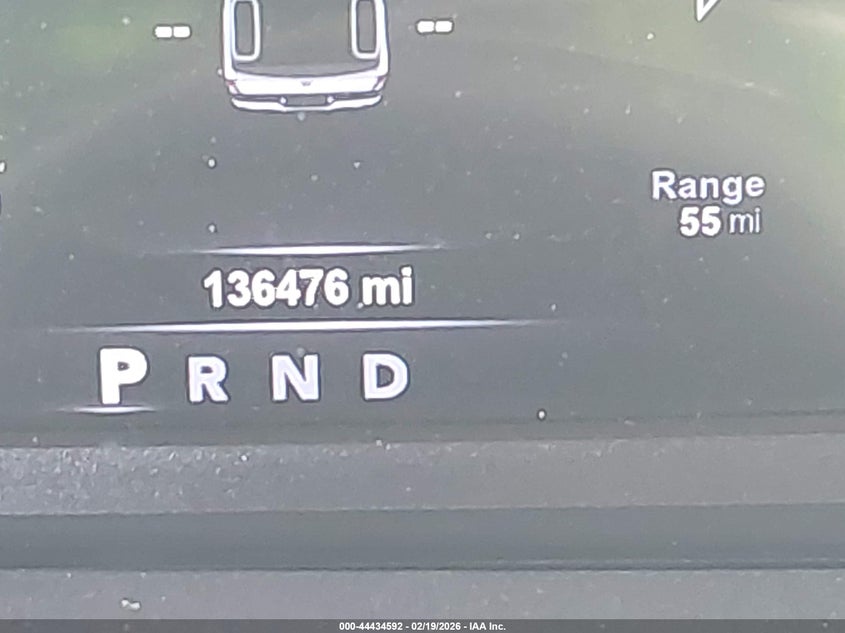 -- --
Range
55 mi
136476 mi
P R N D
000-44434592 - 02/19/2026 - IAA Inc.